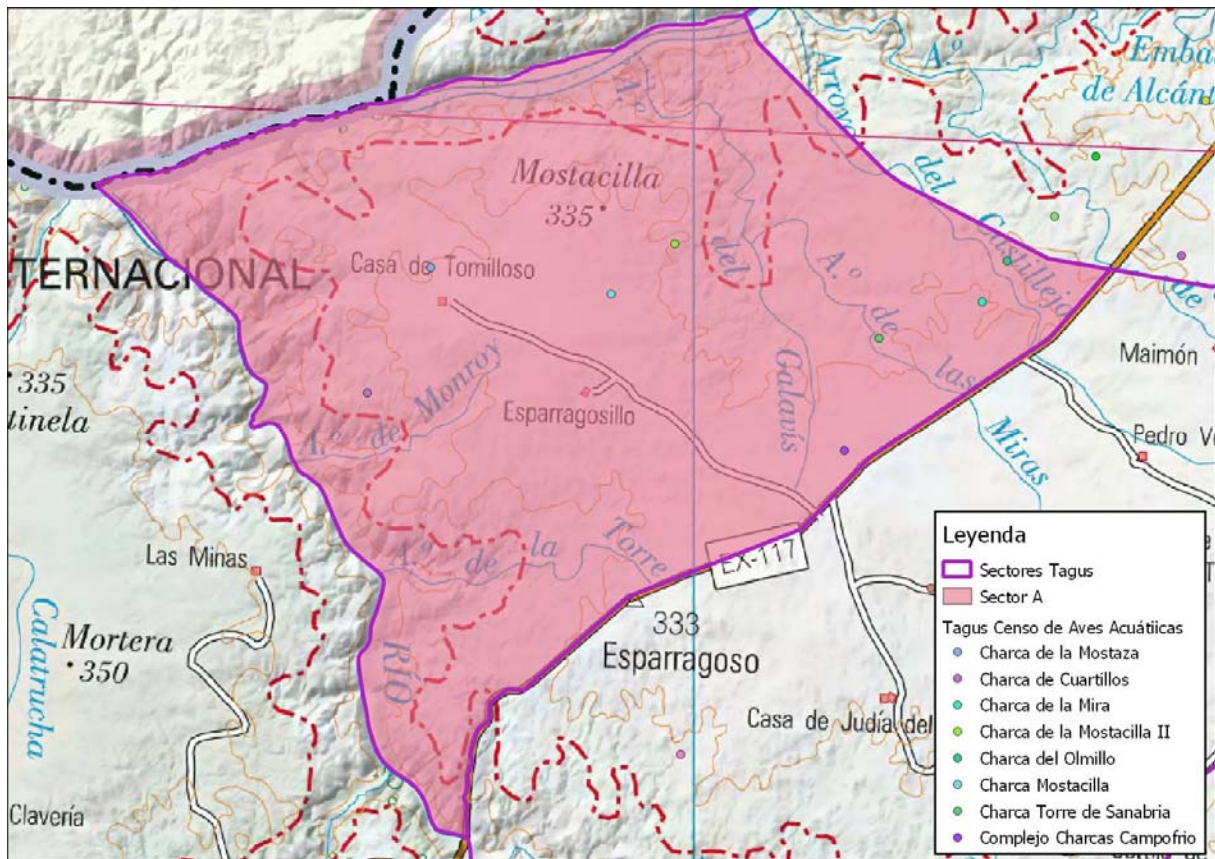 A.º
Arroyo
Emba
de Alcánt
A.º
Mostacilla
335
del
Castillejo
de
TERNACIONAL
Casa de Tomilloso
del
A.º de las
Miras
Maimón
335
tinela
A.º de Monroy
Esparragosillo
Galavís
Pedro V
Las Minas
A.º de la Torre
EX-117
Mortera
350
RÍO
333
Esparragoso
Calatrucha
Casa de Judía del
Clavería
Leyenda
Sectores Tagus
Sector A
Tagus Censo de Aves Acuátiicas
Charca de la Mostaza
Charca de Cuartillos
Charca de la Mira
Charca de la Mostacilla II
Charca del Olmillo
Charca Mostacilla
Charca Torre de Sanabria
Complejo Charcas Campofrio